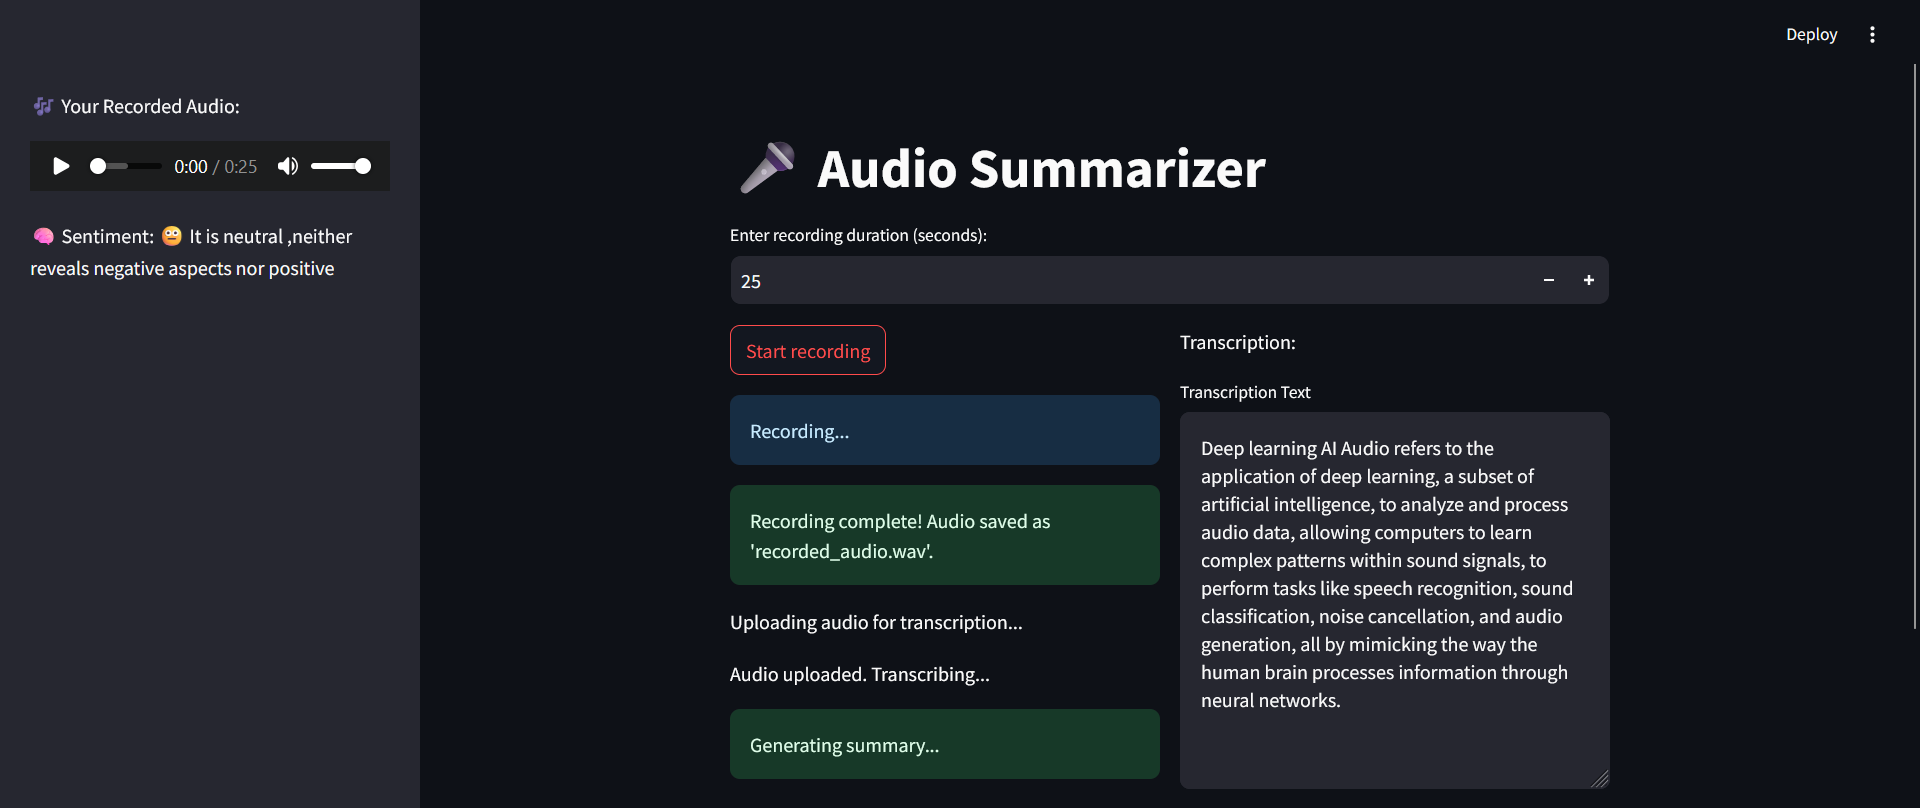 Deploy
🎶 Your Recorded Audio:
0:00 / 0:25
🧠 Sentiment: 😐 It is neutral ,neither
reveals negative aspects nor positive
🎤 Audio Summarizer
Enter recording duration (seconds):
25
Start recording
Recording...
Recording complete! Audio saved as
'recorded_audio.wav'.
Uploading audio for transcription...
Audio uploaded. Transcribing...
Generating summary...
Transcription:
Transcription Text
Deep learning AI Audio refers to the
application of deep learning, a subset of
artificial intelligence, to analyze and process
audio data, allowing computers to learn
complex patterns within sound signals, to
perform tasks like speech recognition, sound
classification, noise cancellation, and audio
generation, all by mimicking the way the
human brain processes information through
neural networks.